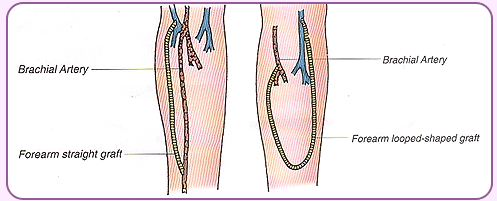 Brachial Artery
Brachial Artery
Forearm looped-shaped graft
Forearm straight graft